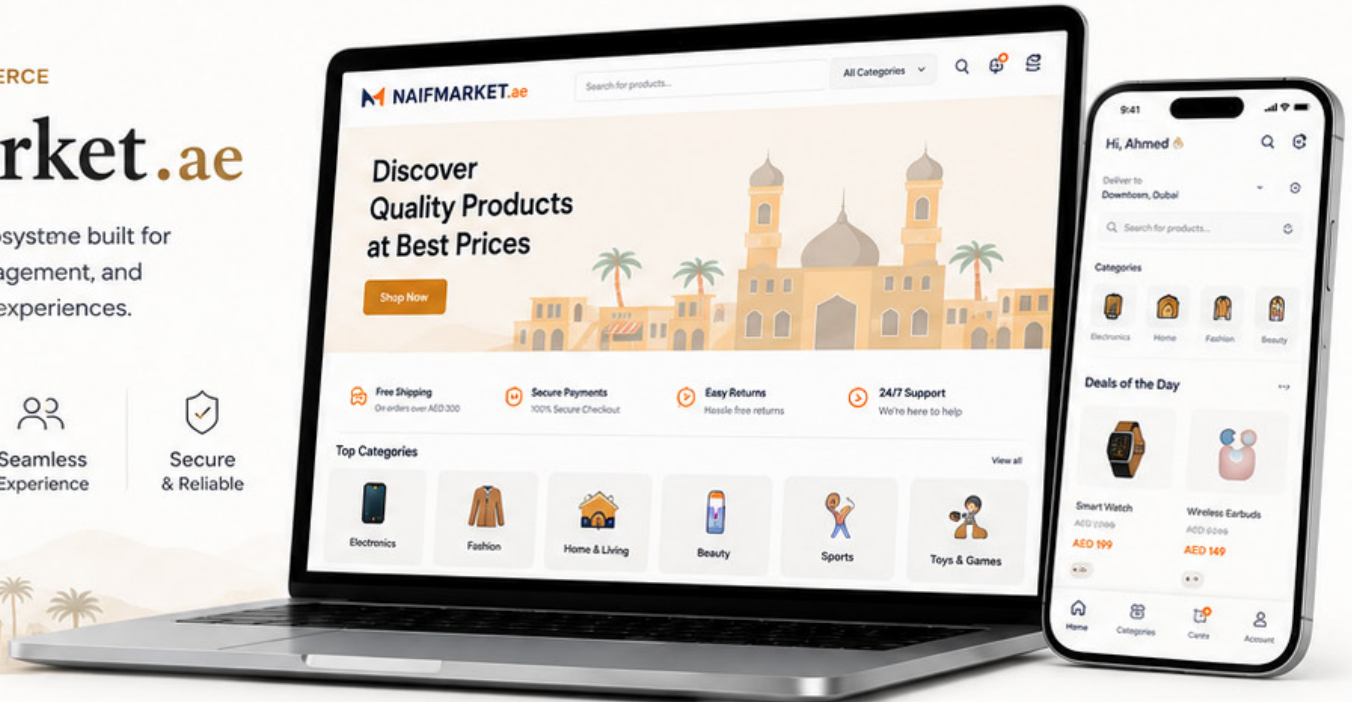 ERCE
rket.ae
osysteme built for
agement, and
experiences.
Seamless
Experience
Secure
& Reliable
NAIFMARKET.ae
Search for products...
All Categories
Discover
Quality Products
at Best Prices
Shop Now
Free Shipping
On orders over AED 300
Secure Payments
100% Secure Checkout
Easy Returns
Hassle free returns
24/7 Support
We're here to help
Top Categories
View all
Electronics
Fashion
Home & Living
Beauty
Sports
Toys & Games
9:41
Hi, Ahmed
Deliver to
Downtown, Dubai
Search for products...
Categories
Electronics
Home
Fashion
Beauty
Deals of the Day
Smart Watch
AED 199
Wireless Earbuds
AED 149
Home
Categories
Account